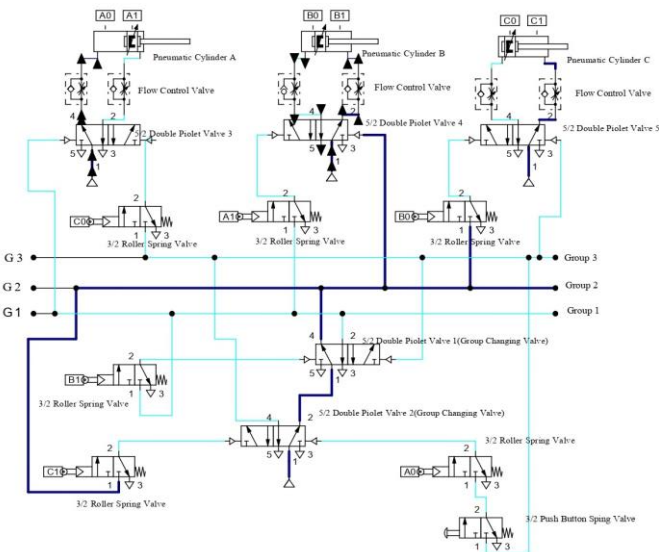 A0 A1
B0 B1
C0 C1
Pneumatic Cylinder A
Pneumatic Cylinder B
Pneumatic Cylinder C
Flow Control Valve
Flow Control Valve
Flow Control Valve
4 2
5/2 Double Piolet Valve 3
5 3
1
4 2
5/2 Double Piolet Valve 4
5 3
1
4 2
5/2 Double Piolet Valve 5
5 3
1
2
C0
1 3
3/2 Roller Spring Valve
2
A1
1 3
3/2 Roller Spring Valve
2
B0
1 3
3/2 Roller Spring Valve
G 3
Group 3
G 2
Group 2
G 1
Group 1
4 2
5/2 Double Piolet Valve 1(Group Changing Valve)
5 3
1
2
B1
1 3
3/2 Roller Spring Valve
4 2
5/2 Double Piolet Valve 2(Group Changing Valve)
5 3
1
2
C1
1 3
3/2 Roller Spring Valve
3/2 Roller Spring Valve
2
A0
1 3
2
3/2 Push Button Sping Valve
1 3